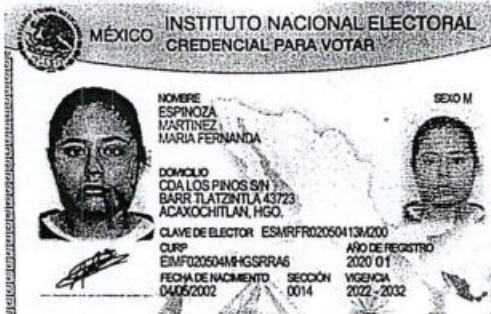 MÉXICO
INSTITUTO NACIONAL ELECTORAL
CREDENCIAL PARA VOTAR
NOMBRE
ESPINOZA
MARTINEZ
MARIA FERNANDA
SEXO M
DOMICILIO
CDA LOS PINOS S/N
BARR TLATZINTLA 43723
ACAXOCHITLAN, HGO.
CLAVE DE ELECTOR ESMRFR02050413M200
CURP
EIMF020504MHGSRRA6
AÑO DE REGISTRO
2020 01
FECHA DE NACIMIENTO
04/05/2002
SECCIÓN
0014
VIGENCIA
2022 - 2032